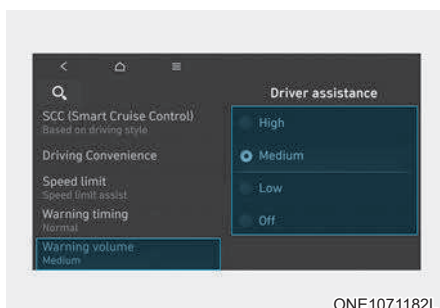 Driver assistance
SCC (Smart Cruise Control)
Based on driving style
Driving Convenience
Speed limit
Speed limit assist
Warning timing
Normal
Warning volume
Medium
High
Medium
Low
Off
ONE1071182L